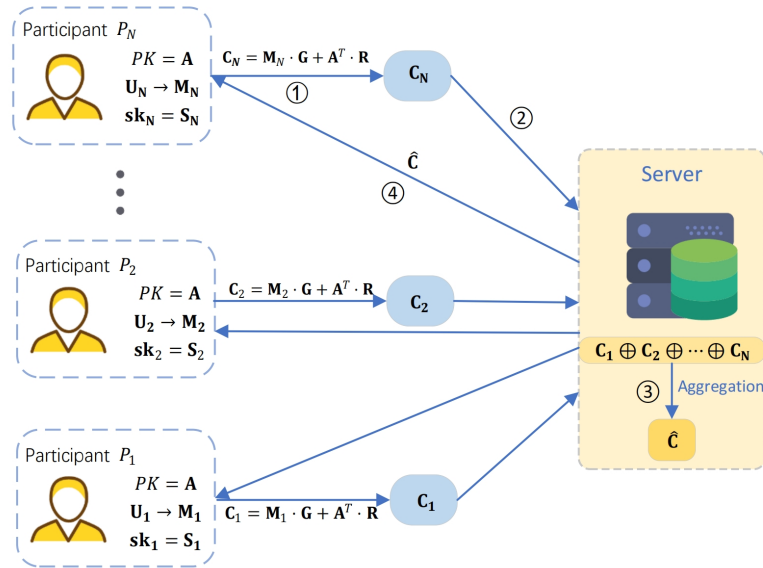 Participant P_N
PK = A
U_N → M_N
sk_N = S_N
C_N = M_N · G + A^T · R
①
C_N
②
Ĉ
④
Server
Participant P_2
PK = A
U_2 → M_2
sk_2 = S_2
C_2 = M_2 · G + A^T · R
C_2
C_1 ⊕ C_2 ⊕ ⋯ ⊕ C_N
③
Aggregation
Ĉ
Participant P_1
PK = A
U_1 → M_1
sk_1 = S_1
C_1 = M_1 · G + A^T · R
C_1